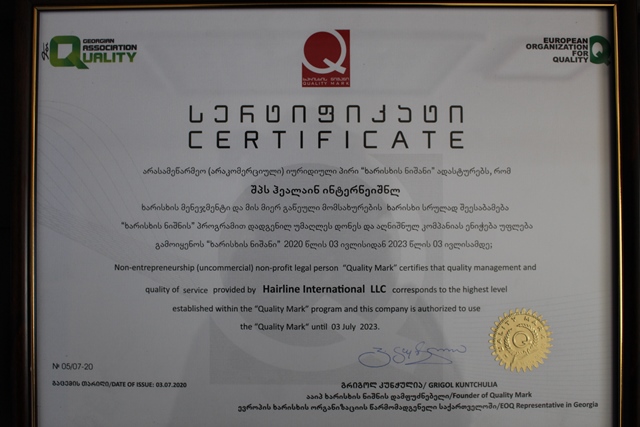 GEORGIAN
ASSOCIATION
QUALITY
ხარისხის ნიშანი
QUALITY MARK
EUROPEAN
ORGANIZATION
FOR
QUALITY
სერტიფიკატი
CERTIFICATE
არასამეწარმეო (არაკომერციული) იურიდიული პირი "ხარისხის ნიშანი" ადასტურებს, რომ
შპს ჰეალაინ ინტერნეიშნლ
ხარისხის მენეჯმენტი და მის მიერ გაწეული მომსახურების ხარისხი სრულად შეესაბამება
"ხარისხის ნიშნის" პროგრამით დადგენილ უმაღლეს დონეს და აღნიშნულ კომპანიას ენიჭება უფლება
გამოიყენოს "ხარისხის ნიშანი" 2020 წლის 03 ივლისიდან 2023 წლის 03 ივლისამდე;
Non-entrepreneurship (uncommercial) non-profit legal person "Quality Mark" certifies that quality management and
quality of service provided by Hairline International LLC corresponds to the highest level
established within the "Quality Mark" program and this company is authorized to use
the "Quality Mark" until 03 July 2023.
№ 05/07-20
გაცემის თარიღი/DATE OF ISSUE: 03.07.2020
გრიგოლ კუნჭულია/ GRIGOL KUNTCHULIA
ააიპ ხარისხის ნიშნის დამფუძნებელი/Founder of Quality Mark
ევროპის ხარისხის ორგანიზაციის წარმომადგენელი საქართველოში/EOQ Representative in Georgia